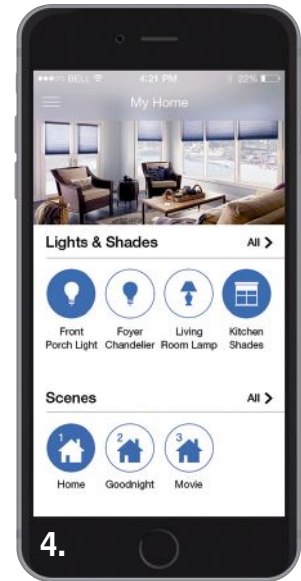 BELL 4:21 PM 22%
My Home
Lights & Shades All >
Front Porch Light
Foyer Chandelier
Living Room Lamp
Kitchen Shades
Scenes All >
1 2 3
Home Goodnight Movie
4.